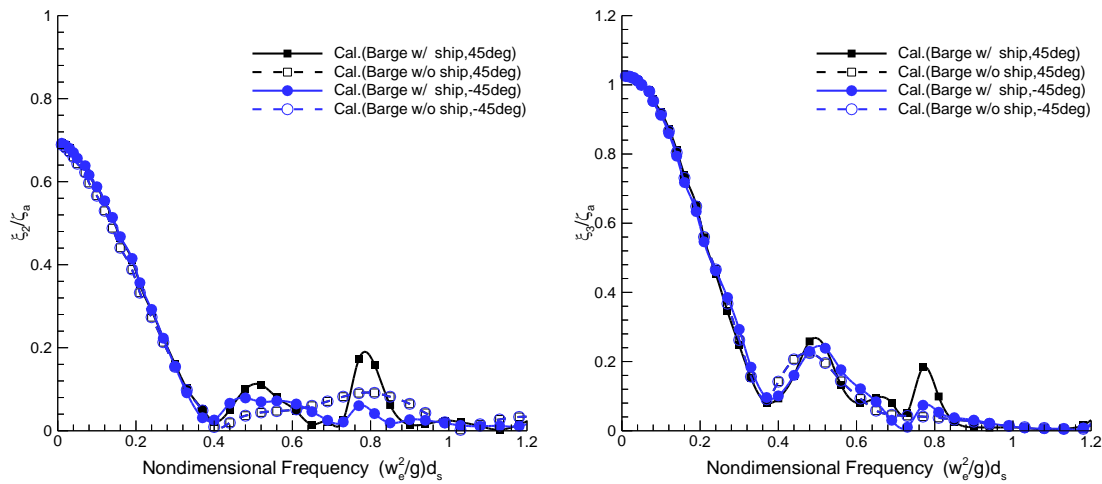 ξ₂/ζₐ
1
0.8
0.6
0.4
0.2
0
Cal.(Barge w/ ship,45deg)
Cal.(Barge w/o ship,45deg)
Cal.(Barge w/ ship,-45deg)
Cal.(Barge w/o ship,-45deg)
0 0.2 0.4 0.6 0.8 1 1.2
Nondimensional Frequency (wₑ²/g)dₛ
ξ₃/ζₐ
1.2
1
0.8
0.6
0.4
0.2
0
Cal.(Barge w/ ship,45deg)
Cal.(Barge w/o ship,45deg)
Cal.(Barge w/ ship,-45deg)
Cal.(Barge w/o ship,-45deg)
0 0.2 0.4 0.6 0.8 1 1.2
Nondimensional Frequency (wₑ²/g)dₛ